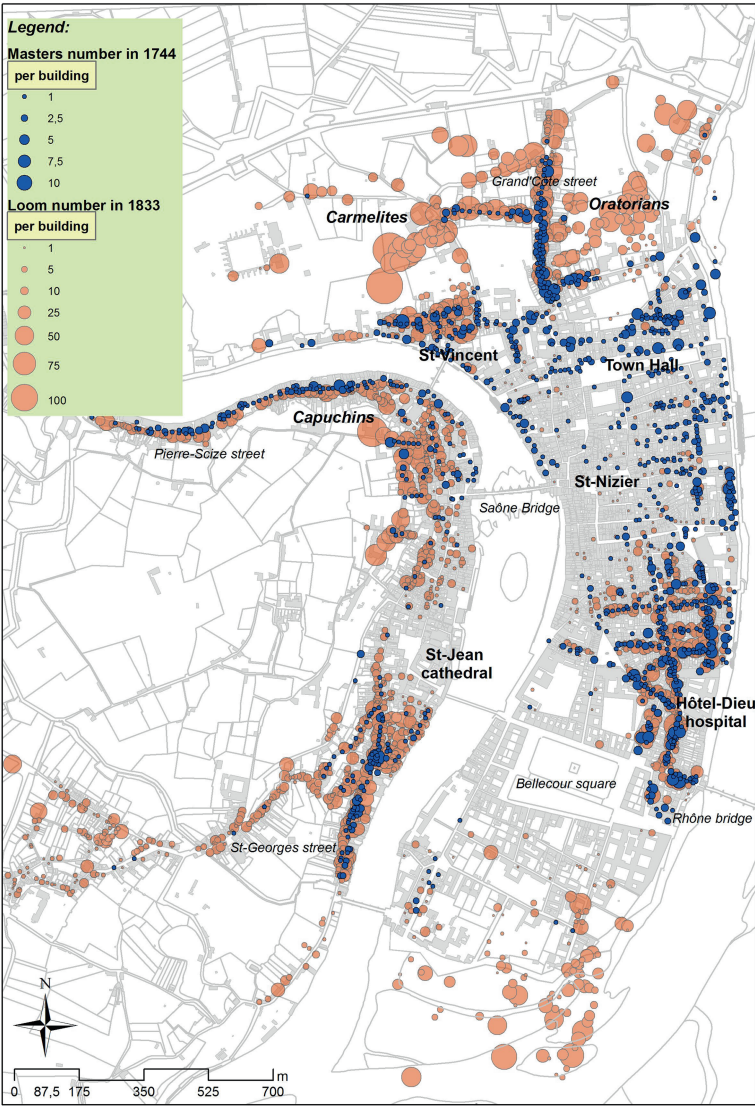 Legend:
Masters number in 1744
per building
1
2,5
5
7,5
10
Loom number in 1833
per building
1
5
10
25
50
75
100
Grand'Côte street
Carmelites
Oratorians
St-Vincent
Town Hall
Capuchins
Pierre-Scize street
St-Nizier
Saône Bridge
St-Jean
cathedral
Hôtel-Dieu
hospital
Bellecour square
Rhône bridge
St-Georges street
N
m
0 87,5 175 350 525 700